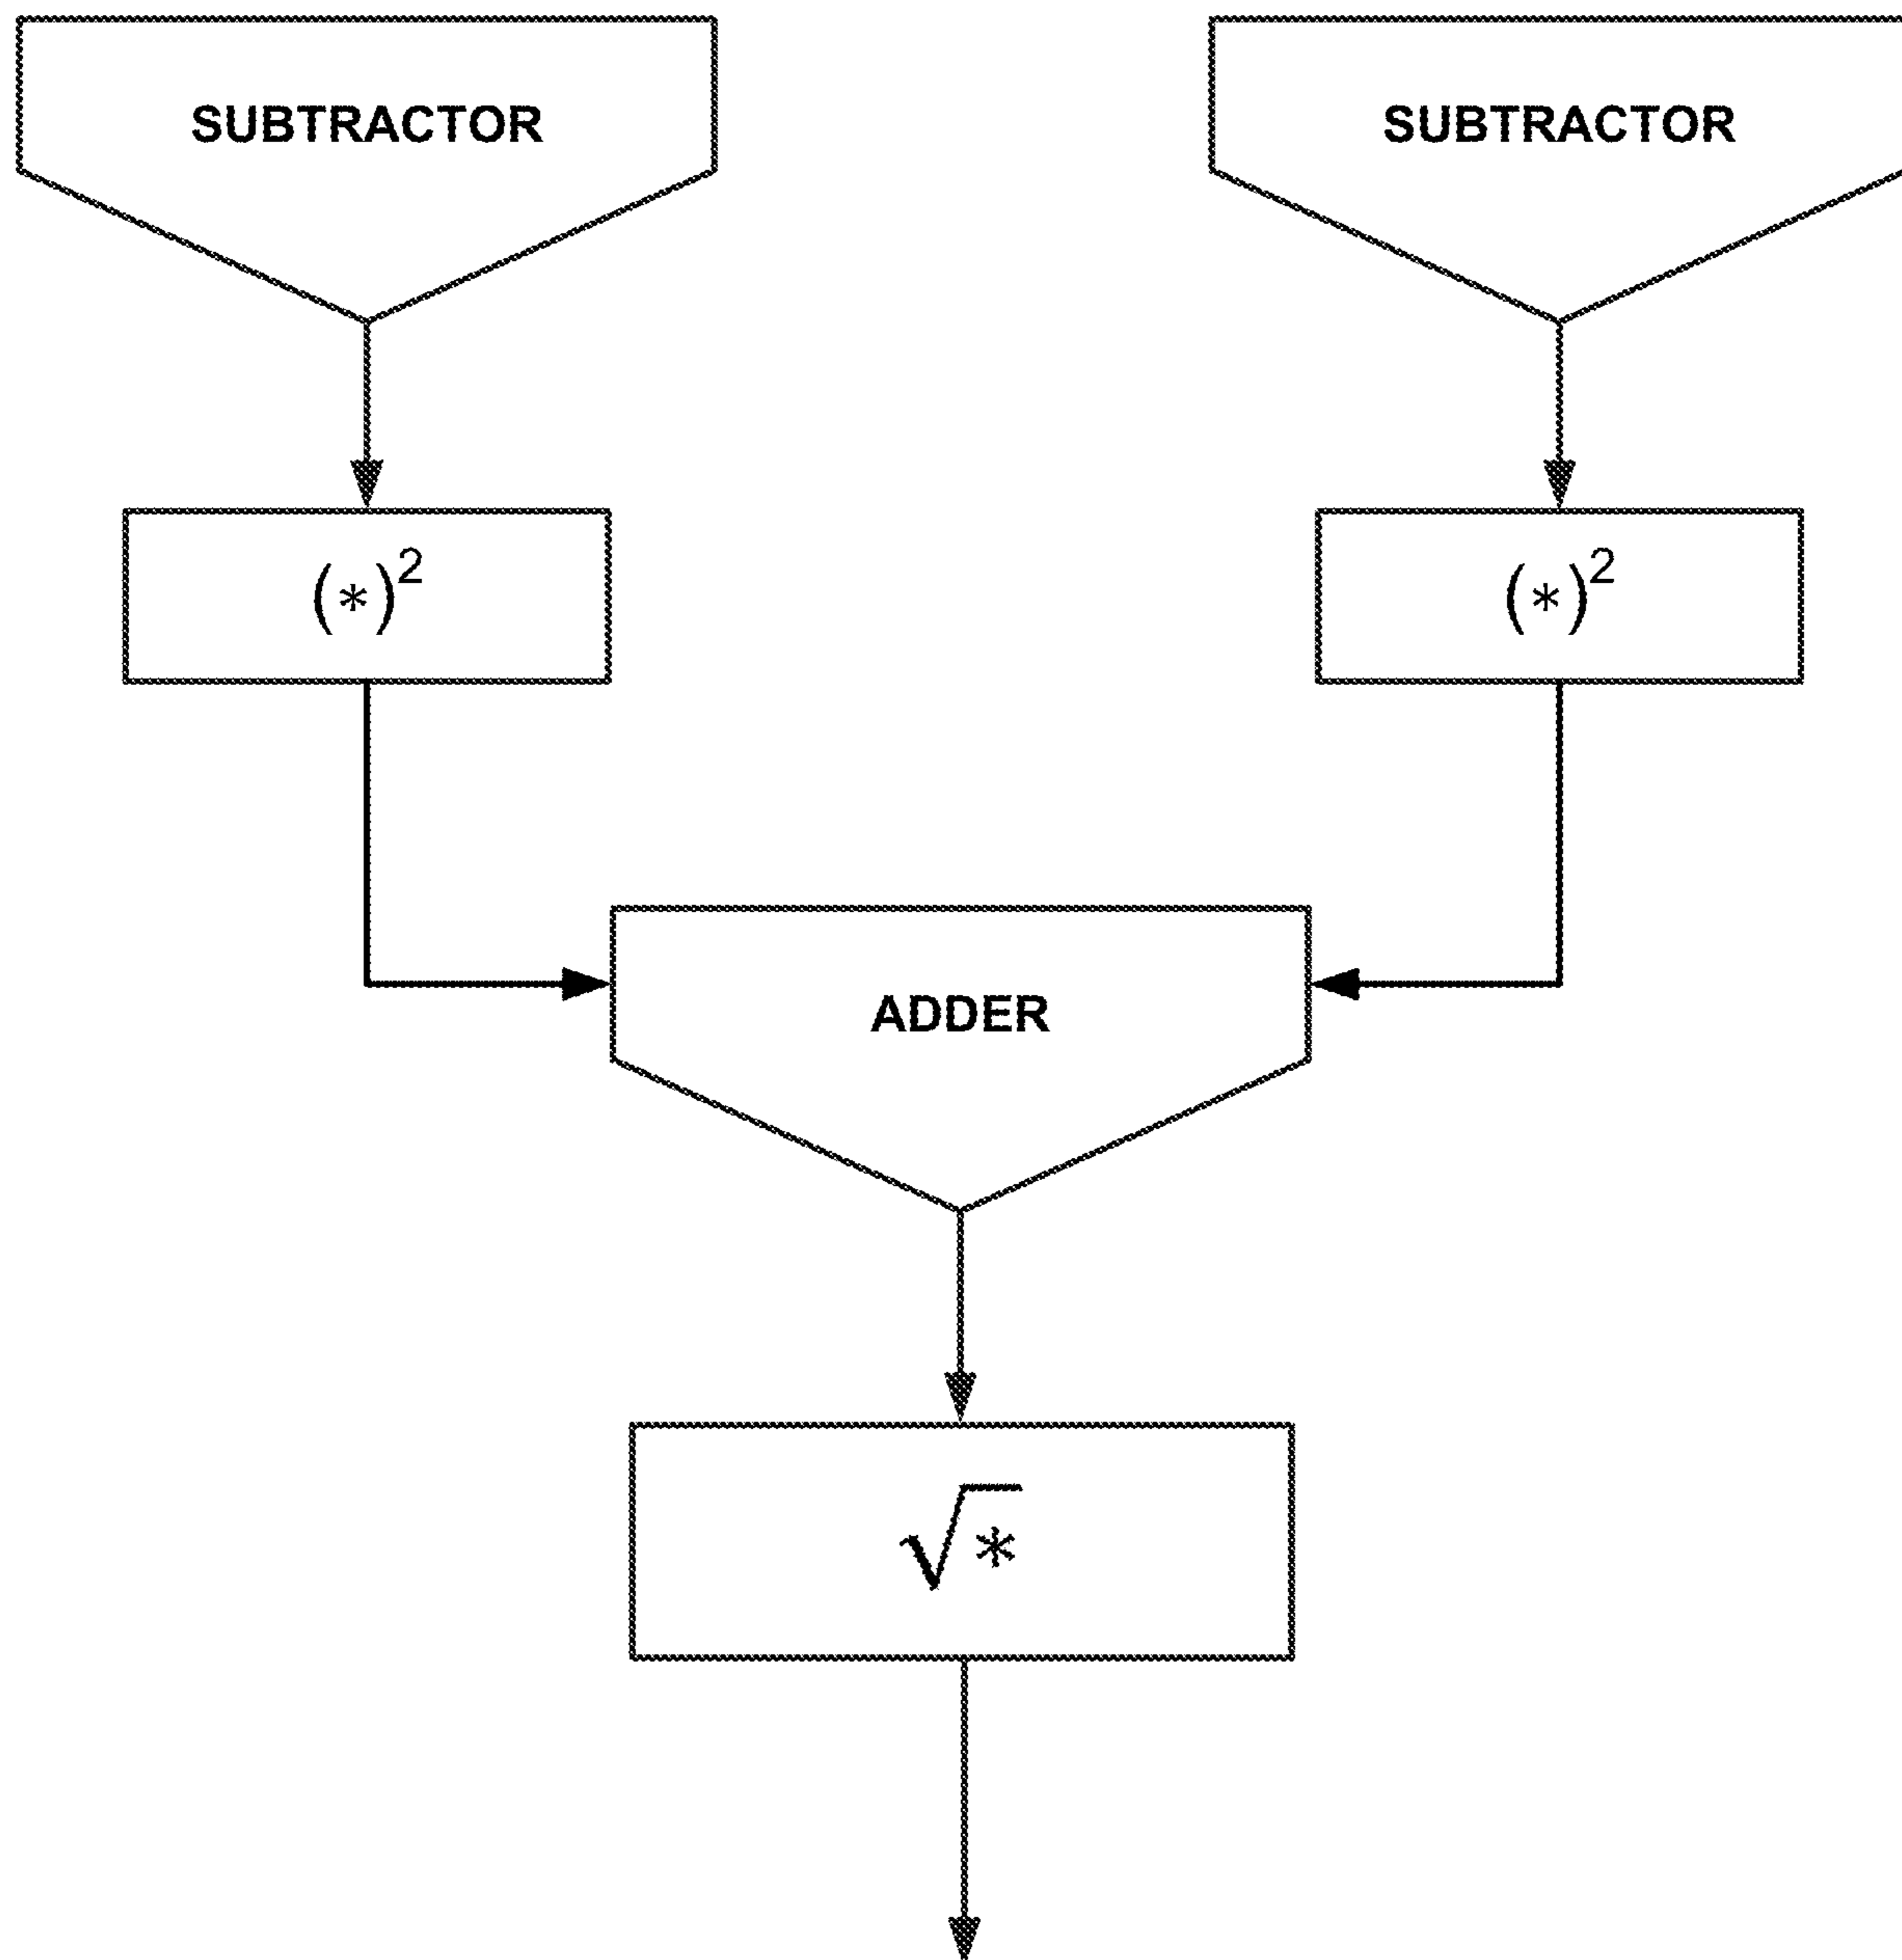 SUBTRACTOR SUBTRACTOR
(*)² (*)²
ADDER
√*